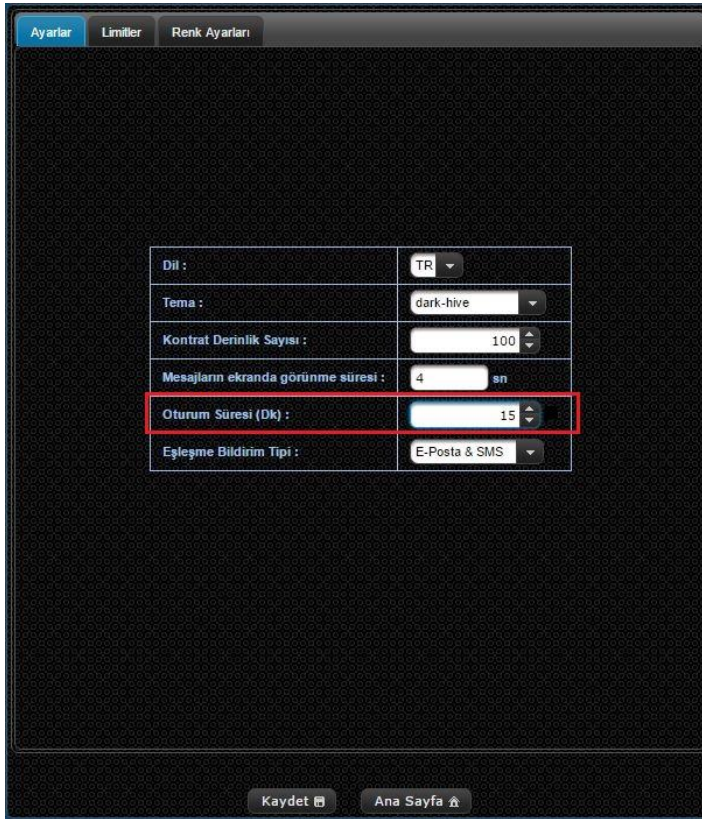 Ayarlar Limitler Renk Ayarları
Dil : TR
Tema : dark-hive
Kontrat Derinlik Sayısı : 100
Mesajların ekranda görünme süresi : 4 sn
Oturum Süresi (Dk) : 15
Eşleşme Bildirim Tipi : E-Posta & SMS
Kaydet Ana Sayfa